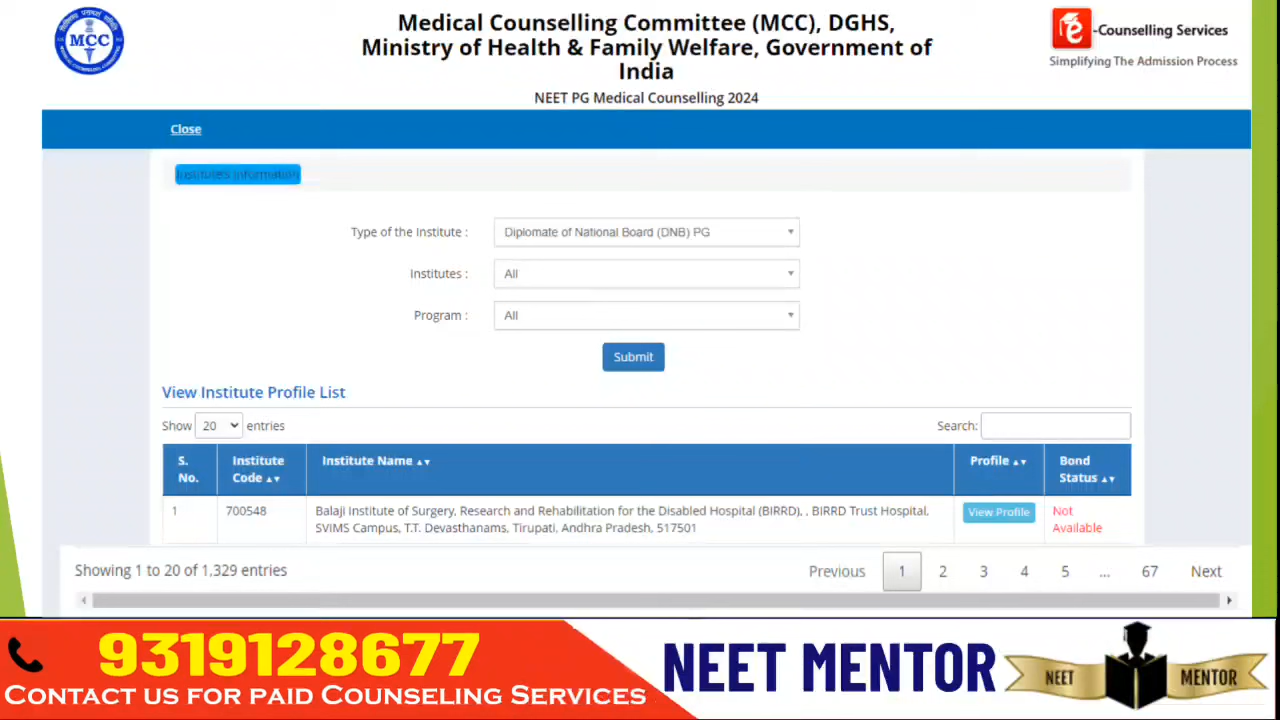 MCC
Medical Counselling Committee (MCC), DGHS,
Ministry of Health & Family Welfare, Government of
India
NEET PG Medical Counselling 2024
e-Counselling Services
Simplifying The Admission Process
Close
Institutes Information
Type of the Institute :
Diplomate of National Board (DNB) PG
Institutes :
All
Program :
All
Submit
View Institute Profile List
Show 20 entries
Search:
S. No.
Institute Code
Institute Name
Profile
Bond Status
1
700548
Balaji Institute of Surgery, Research and Rehabilitation for the Disabled Hospital (BIRRD), , BIRRD Trust Hospital,
SVIMS Campus, T.T. Devasthanams, Tirupati, Andhra Pradesh, 517501
View Profile
Not
Available
Showing 1 to 20 of 1,329 entries
Previous 1 2 3 4 5 ... 67 Next
9319128677
Contact us for paid Counseling Services
NEET MENTOR
NEET MENTOR